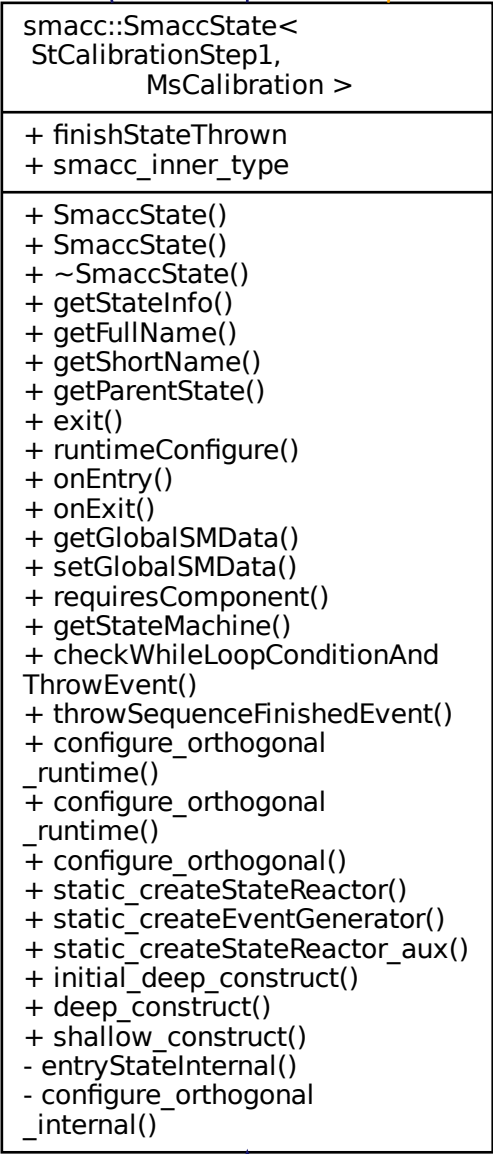 smacc::SmaccState<
StCalibrationStep1,
MsCalibration >
+ finishStateThrown
+ smacc_inner_type
+ SmaccState()
+ SmaccState()
+ ~SmaccState()
+ getStateInfo()
+ getFullName()
+ getShortName()
+ getParentState()
+ exit()
+ runtimeConfigure()
+ onEntry()
+ onExit()
+ getGlobalSMData()
+ setGlobalSMData()
+ requiresComponent()
+ getStateMachine()
+ checkWhileLoopConditionAnd
ThrowEvent()
+ throwSequenceFinishedEvent()
+ configure_orthogonal
_runtime()
+ configure_orthogonal
_runtime()
+ configure_orthogonal()
+ static_createStateReactor()
+ static_createEventGenerator()
+ static_createStateReactor_aux()
+ initial_deep_construct()
+ deep_construct()
+ shallow_construct()
- entryStateInternal()
- configure_orthogonal
_internal()